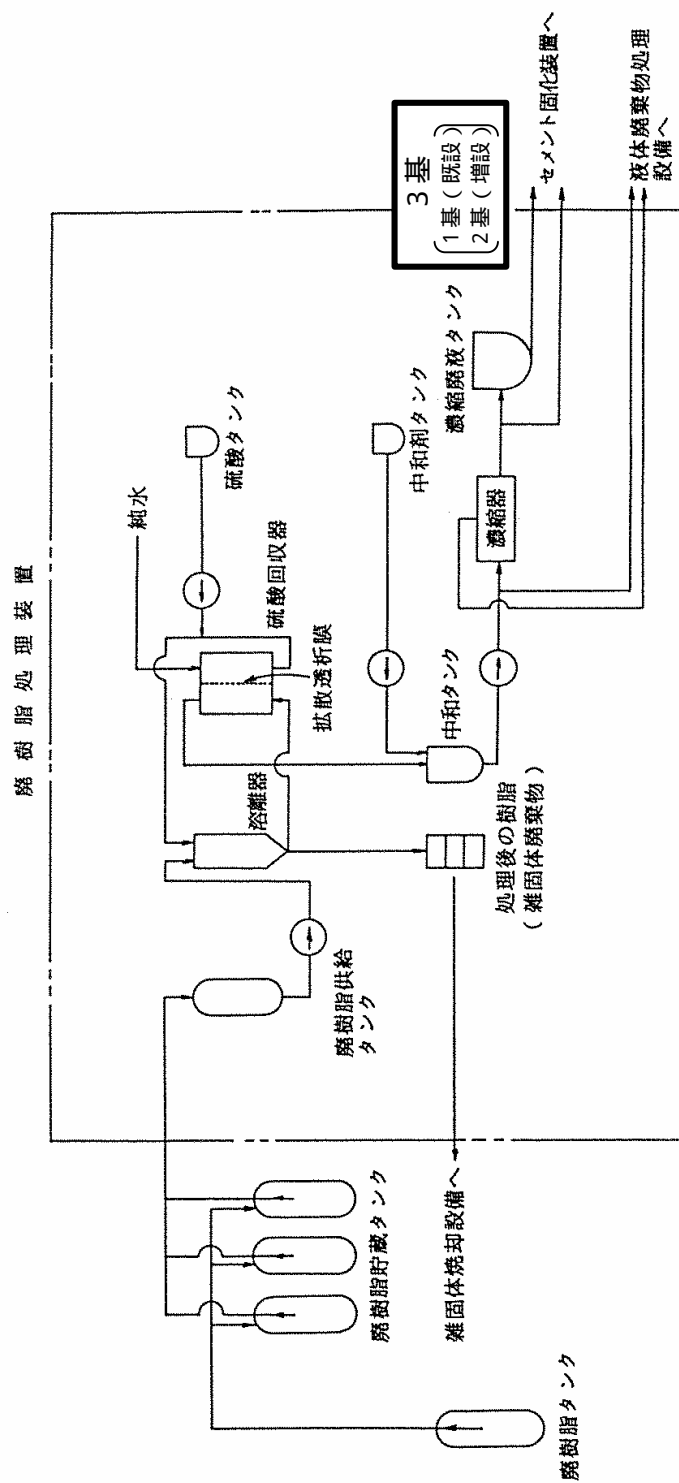 廃樹脂処理装置
純水
硫酸タンク
硫酸回収器
拡散透析膜
溶離器
廃樹脂供給
タンク
廃樹脂貯蔵タンク
廃樹脂タンク
雑固体焼却設備へ
処理後の樹脂
(雑固体廃棄物)
中和タンク
中和剤タンク
濃縮器
濃縮廃液タンク
3基
1基(既設)
2基(増設)
セメント固化装置へ
液体廃棄物処理
設備へ